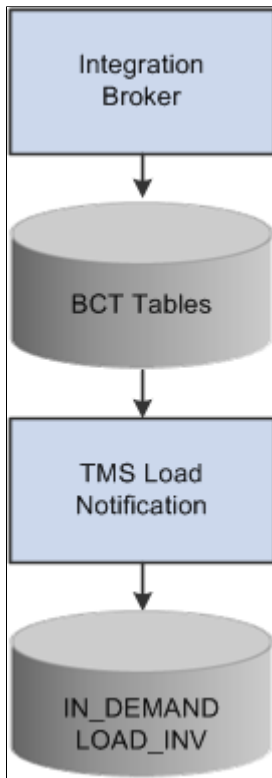 Integration
Broker
BCT Tables
TMS Load
Notification
IN_DEMAND
LOAD_INV